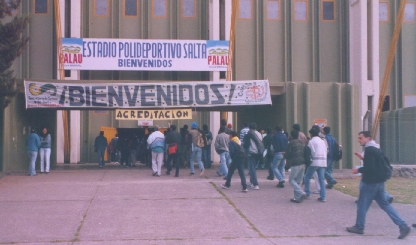 PALAU
ESTADIO POLIDEPORTIVO SALTA
BIENVENIDOS
PALAU
¡BIENVENIDOS!
ACREDITACION